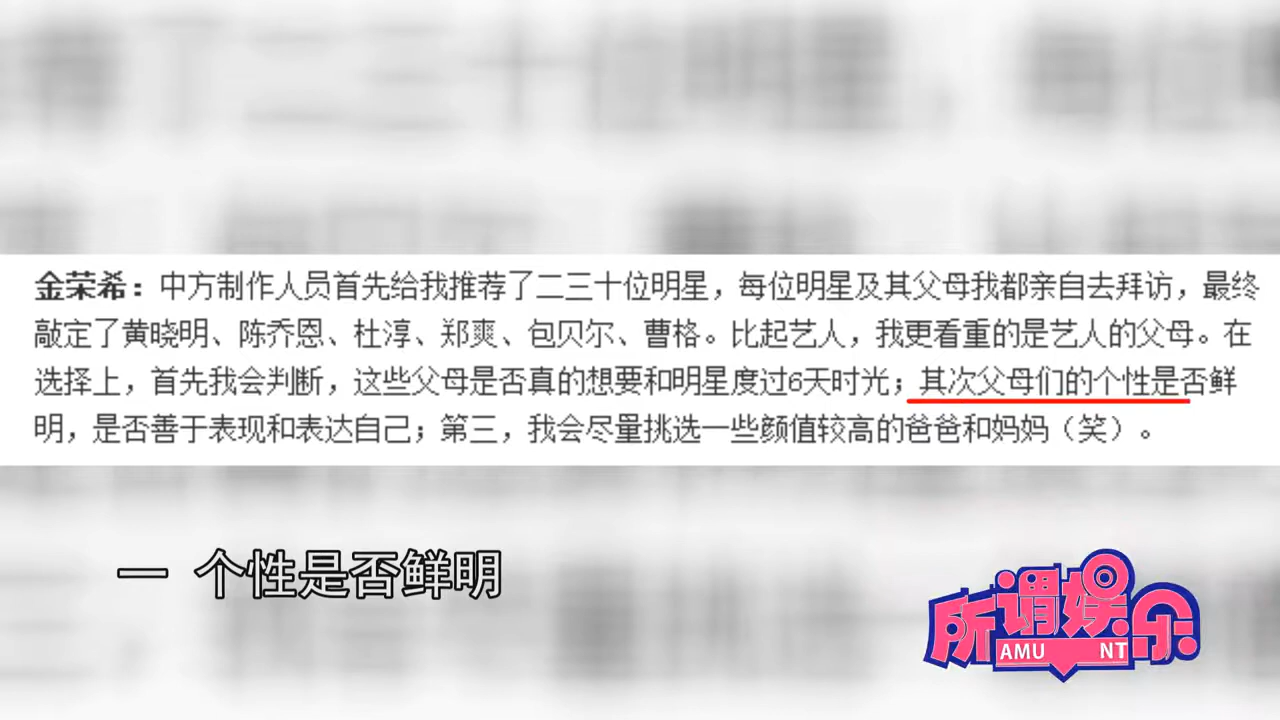 金荣希：中方制作人员首先给我推荐了二三十位明星，每位明星及其父母我都亲自去拜访，最终
敲定了黄晓明、陈乔恩、杜淳、郑爽、包贝尔、曹格。比起艺人，我更看重的是艺人的父母。在
选择上，首先我会判断，这些父母是否真的想要和明星度过6天时光；其次父母们的个性是否鲜
明，是否善于表现和表达自己；第三，我会尽量挑选一些颜值较高的爸爸和妈妈（笑）。
一 个性是否鲜明
所谓娱乐
AMU NT